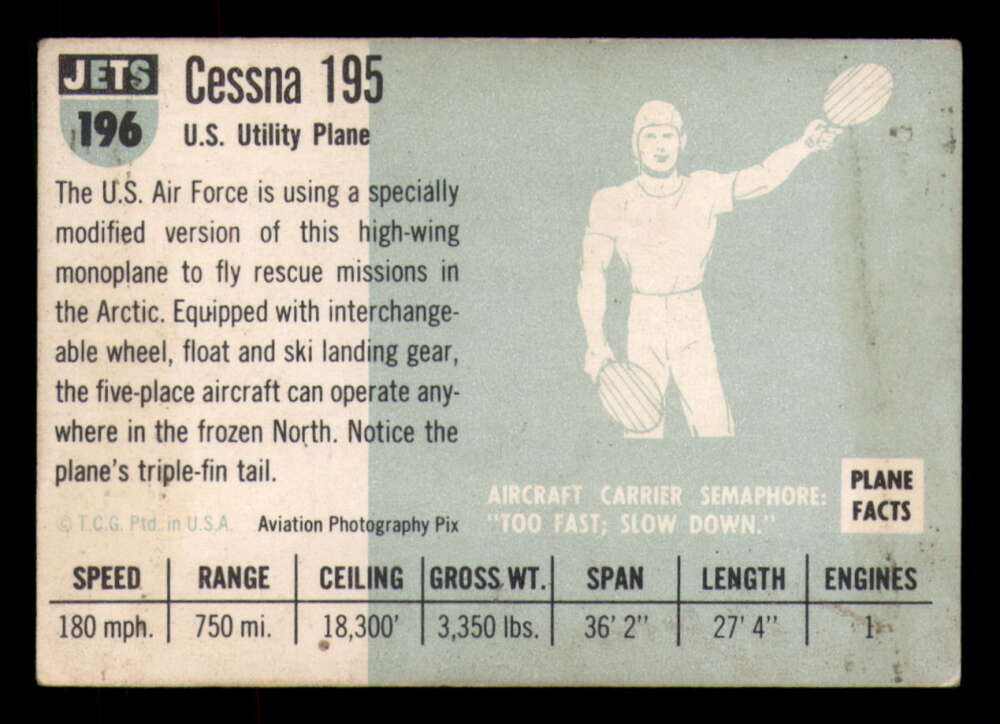 JETS
196
Cessna 195
U.S. Utility Plane
The U.S. Air Force is using a specially
modified version of this high-wing
monoplane to fly rescue missions in
the Arctic. Equipped with interchange-
able wheel, float and ski landing gear,
the five-place aircraft can operate any-
where in the frozen North. Notice the
plane's triple-fin tail.
© T.C.G. Ptd. in U.S.A. Aviation Photography Pix
AIRCRAFT CARRIER SEMAPHORE:
"TOO FAST; SLOW DOWN."
PLANE
FACTS
SPEED RANGE CEILING GROSS WT. SPAN LENGTH ENGINES
180 mph. 750 mi. 18,300' 3,350 lbs. 36' 2" 27' 4" 1